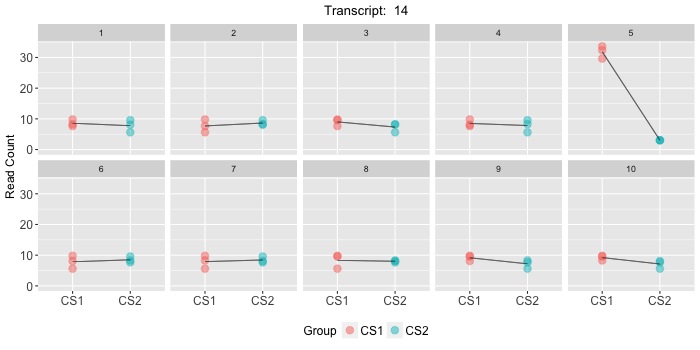 Transcript: 14
1 2 3 4 5
30
20
10
0
Read Count
6 7 8 9 10
30
20
10
0
CS1 CS2 CS1 CS2 CS1 CS2 CS1 CS2 CS1 CS2
Group CS1 CS2